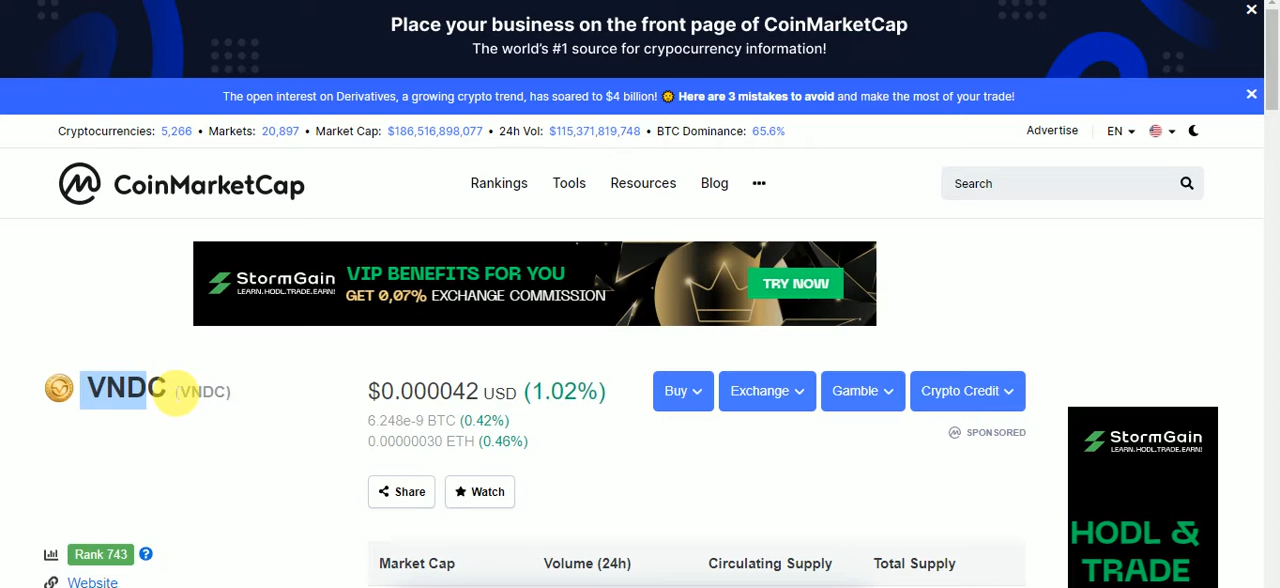 Place your business on the front page of CoinMarketCap
The world's #1 source for crypocurrency information!
The open interest on Derivatives, a growing crypto trend, has soared to $4 billion! 🌞 Here are 3 mistakes to avoid and make the most of your trade!
Cryptocurrencies: 5,266 • Markets: 20,897 • Market Cap: $186,516,898,077 • 24h Vol: $115,371,819,748 • BTC Dominance: 65.6%
Advertise EN
CoinMarketCap
Rankings Tools Resources Blog •••
Search
StormGain
LEARN.HODL.TRADE.EARN!
VIP BENEFITS FOR YOU
GET 0,07% EXCHANGE COMMISSION
TRY NOW
VNDC (VNDC)
$0.000042 USD (1.02%)
6.248e-9 BTC (0.42%)
0.00000030 ETH (0.46%)
Buy Exchange Gamble Crypto Credit
SPONSORED
Share Watch
StormGain
LEARN.HODL.TRADE.EARN!
HODL &
TRADE
Rank 743 ?
Website
Market Cap Volume (24h) Circulating Supply Total Supply